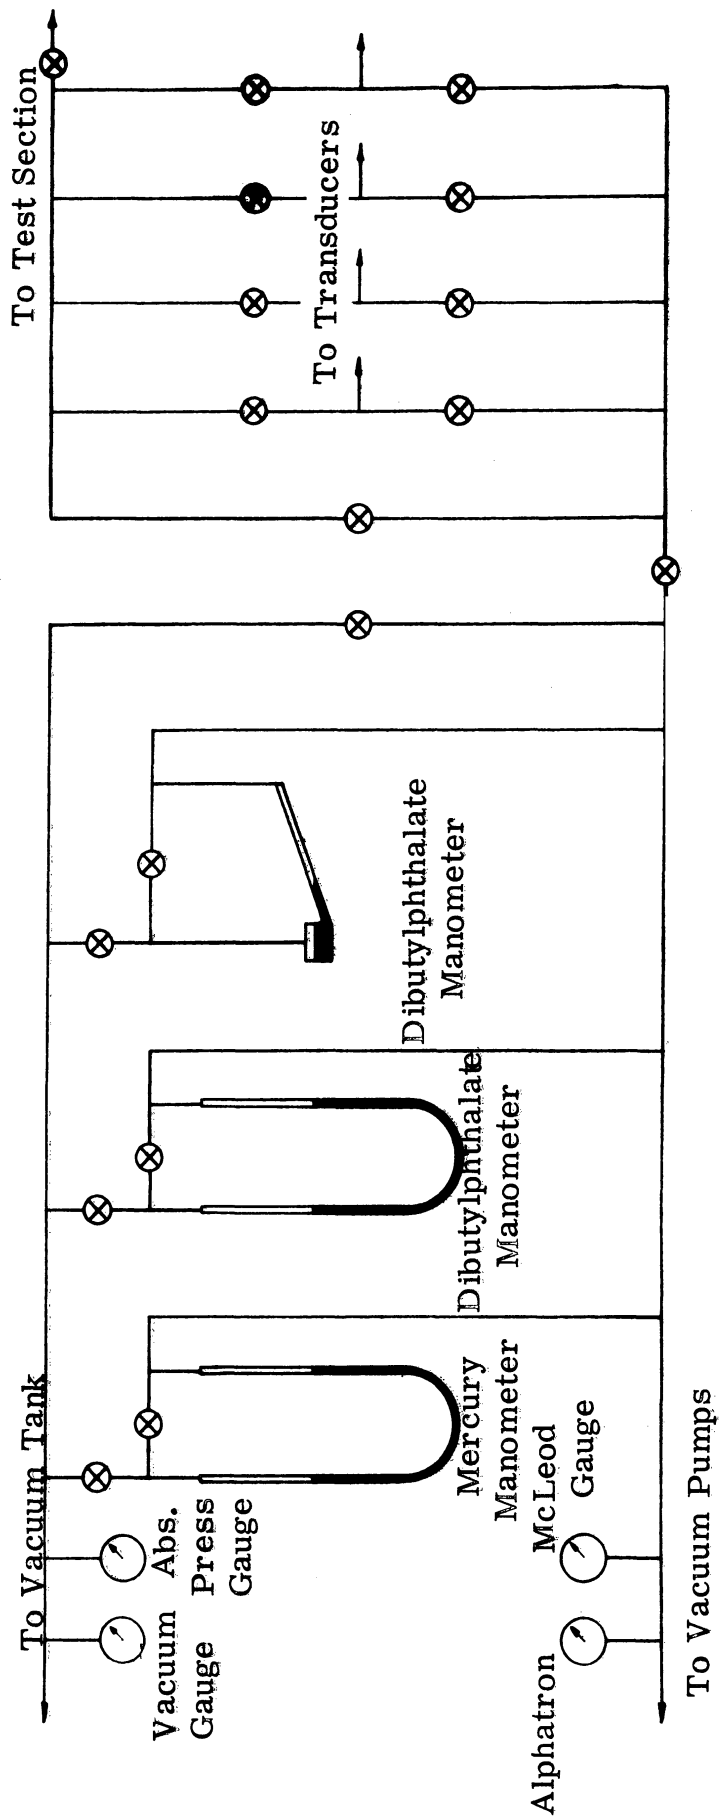 To Test Section
To Transducers
Dibutylphthalate
Manometer
Dibutylphthalate
Manometer
Mercury
Manometer
To Vacuum Tank
Abs.
Press
Gauge
Vacuum
Gauge
McLeod
Gauge
Alphatron
To Vacuum Pumps